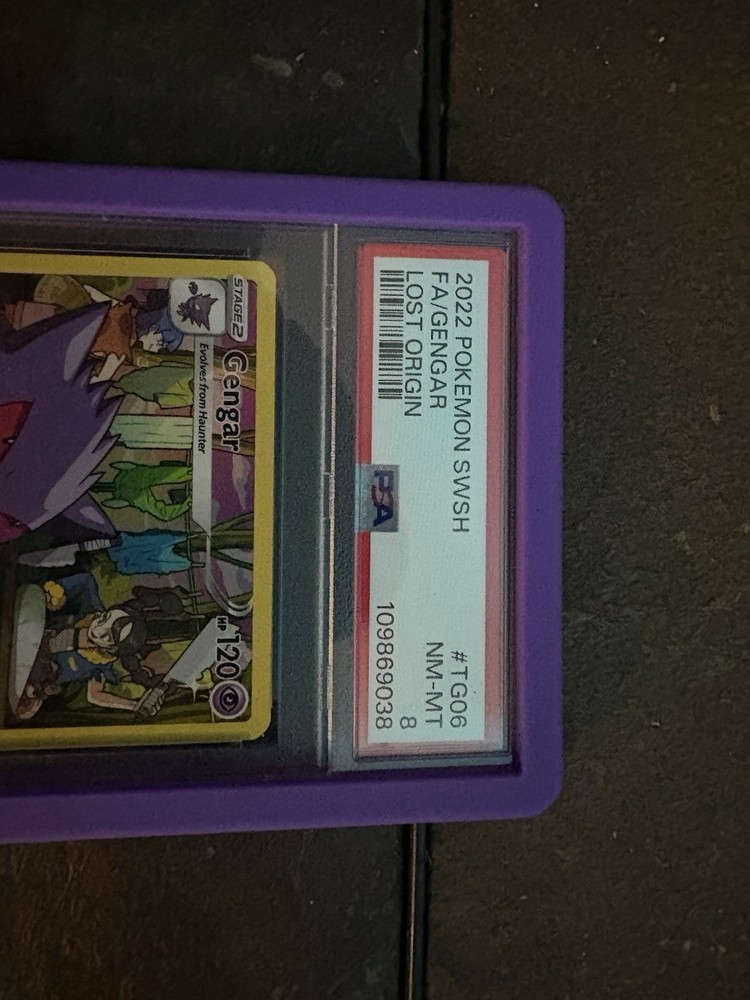 2022 POKEMON SWSH #TG06
FA/GENGAR NM-MT
LOST ORIGIN 8
PSA 109869038
STAGE 2
Gengar
HP 120
Evolves from Haunter